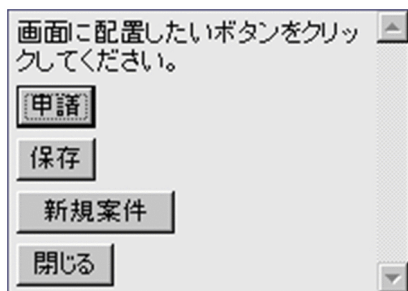 画面に配置したいボタンをクリッ
クしてください。
申請
保存
新規案件
閉じる